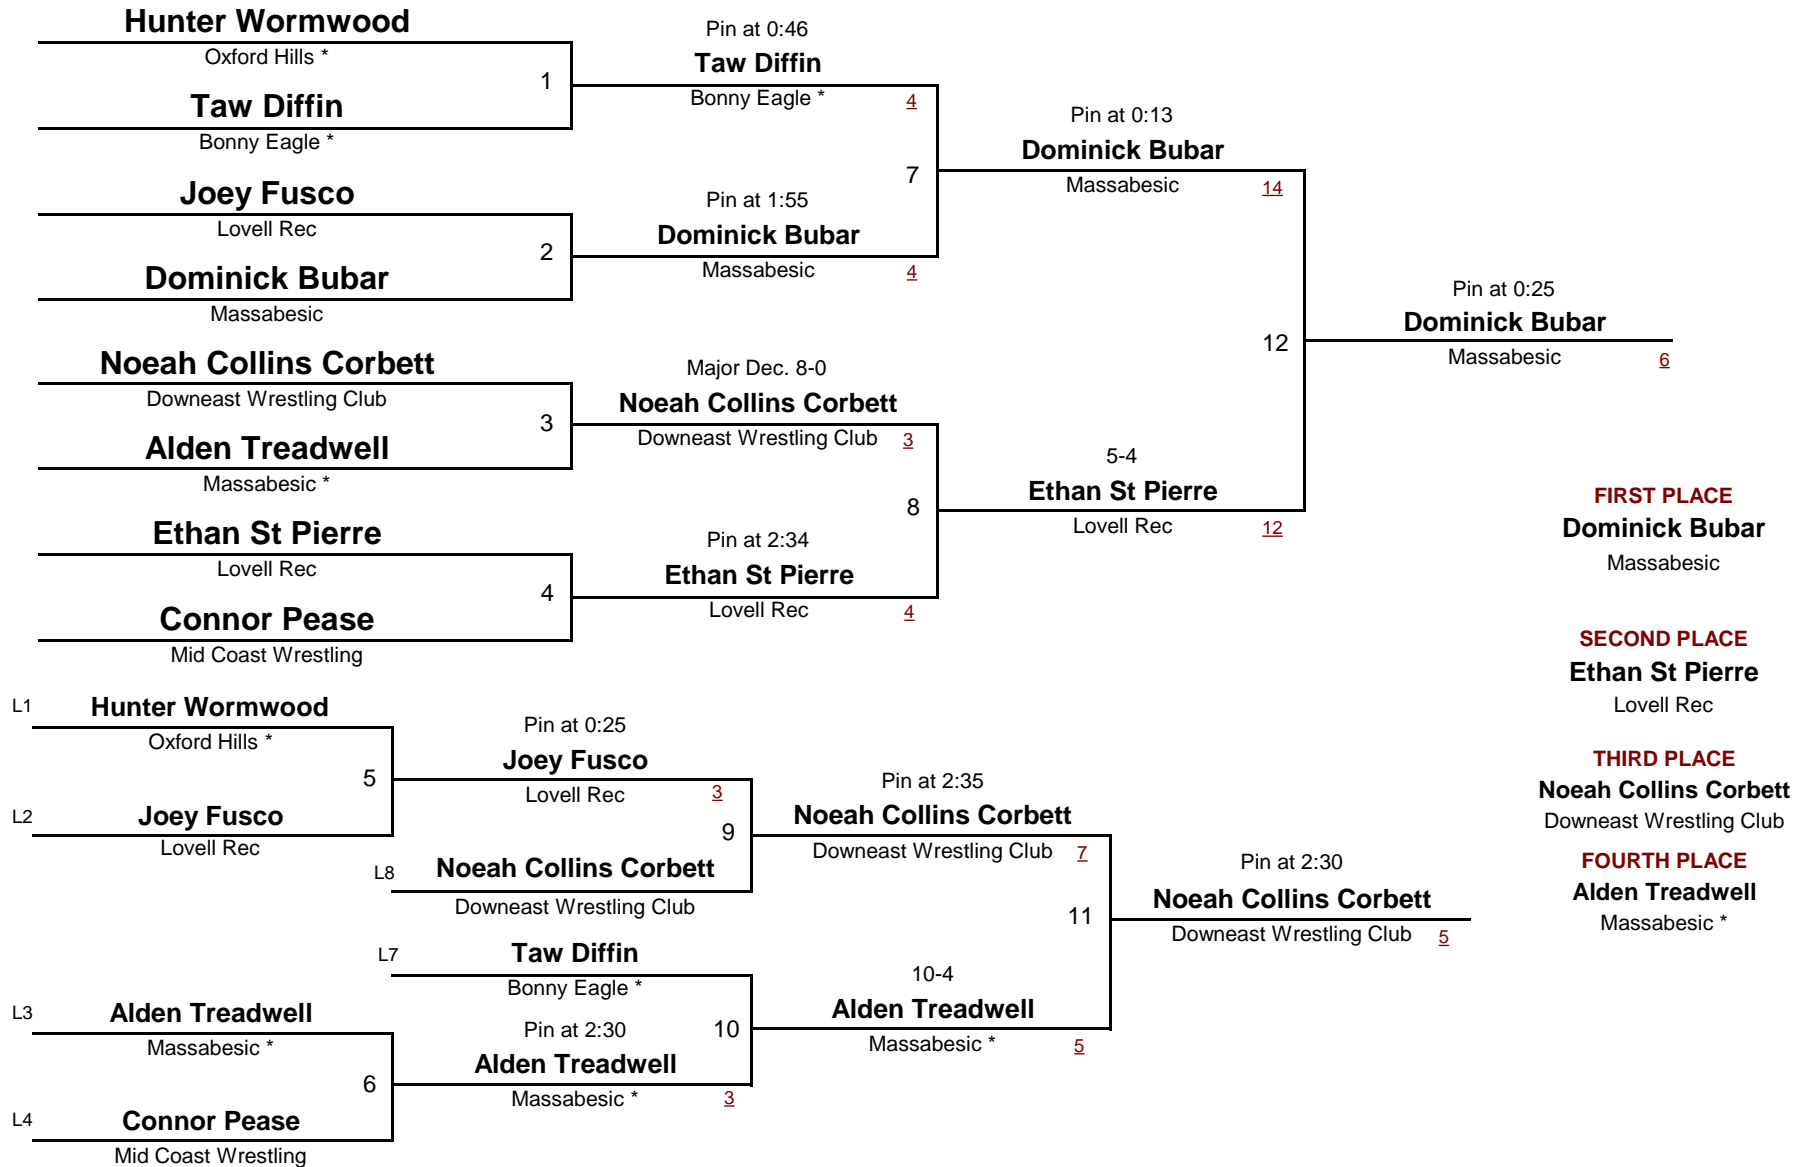 Hunter Wormwood
Oxford Hills *
1
Taw Diffin
Bonny Eagle *
Pin at 0:46
Taw Diffin
Bonny Eagle *
4
Joey Fusco
Lovell Rec
2
Dominick Bubar
Massabesic
Pin at 1:55
Dominick Bubar
Massabesic
4
7
Pin at 0:13
Dominick Bubar
Massabesic
14
Noeah Collins Corbett
Downeast Wrestling Club
3
Alden Treadwell
Massabesic *
Major Dec. 8-0
Noeah Collins Corbett
Downeast Wrestling Club
3
Ethan St Pierre
Lovell Rec
4
Connor Pease
Mid Coast Wrestling
Pin at 2:34
Ethan St Pierre
Lovell Rec
4
8
5-4
Ethan St Pierre
Lovell Rec
12
12
Pin at 0:25
Dominick Bubar
Massabesic
6
FIRST PLACE
Dominick Bubar
Massabesic
SECOND PLACE
Ethan St Pierre
Lovell Rec
THIRD PLACE
Noeah Collins Corbett
Downeast Wrestling Club
FOURTH PLACE
Alden Treadwell
Massabesic *
L1
Hunter Wormwood
Oxford Hills *
5
L2
Joey Fusco
Lovell Rec
Pin at 0:25
Joey Fusco
Lovell Rec
3
9
L8
Noeah Collins Corbett
Downeast Wrestling Club
Pin at 2:35
Noeah Collins Corbett
Downeast Wrestling Club
7
L7
Taw Diffin
Bonny Eagle *
L3
Alden Treadwell
Massabesic *
6
L4
Connor Pease
Mid Coast Wrestling
Pin at 2:30
Alden Treadwell
Massabesic *
3
10
10-4
Alden Treadwell
Massabesic *
5
11
Pin at 2:30
Noeah Collins Corbett
Downeast Wrestling Club
5